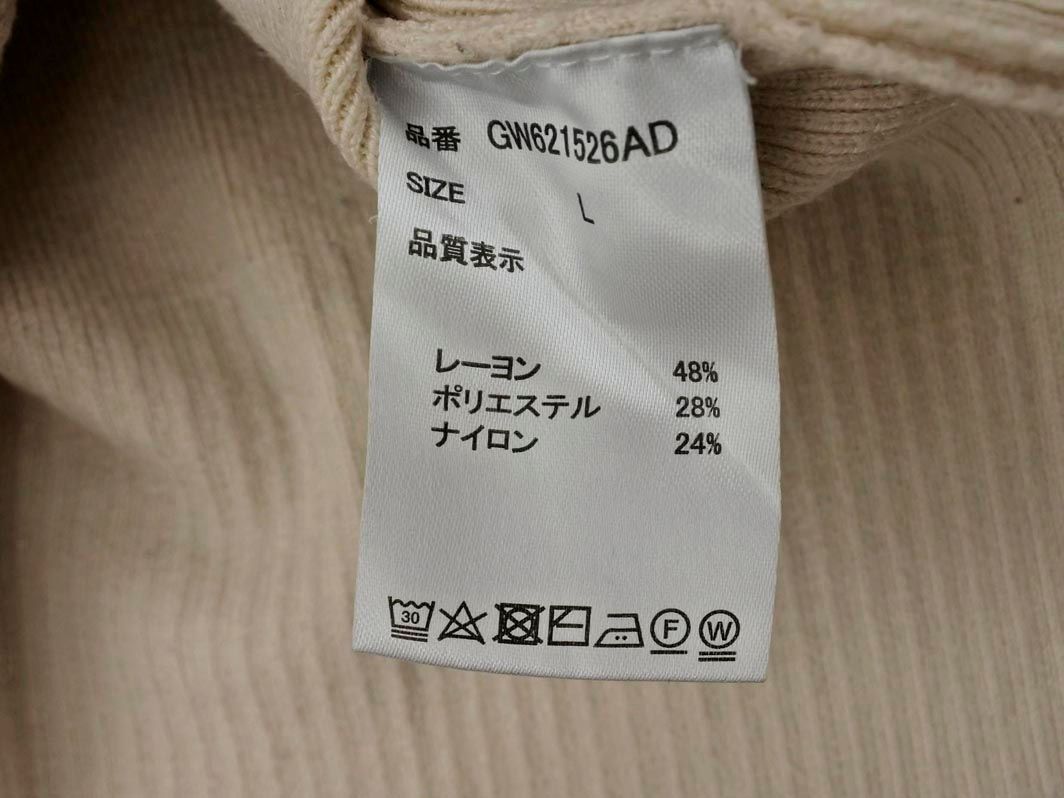 品番 GW621526AD
SIZE L
品質表示
レーヨン 48%
ポリエステル 28%
ナイロン 24%
30 F W